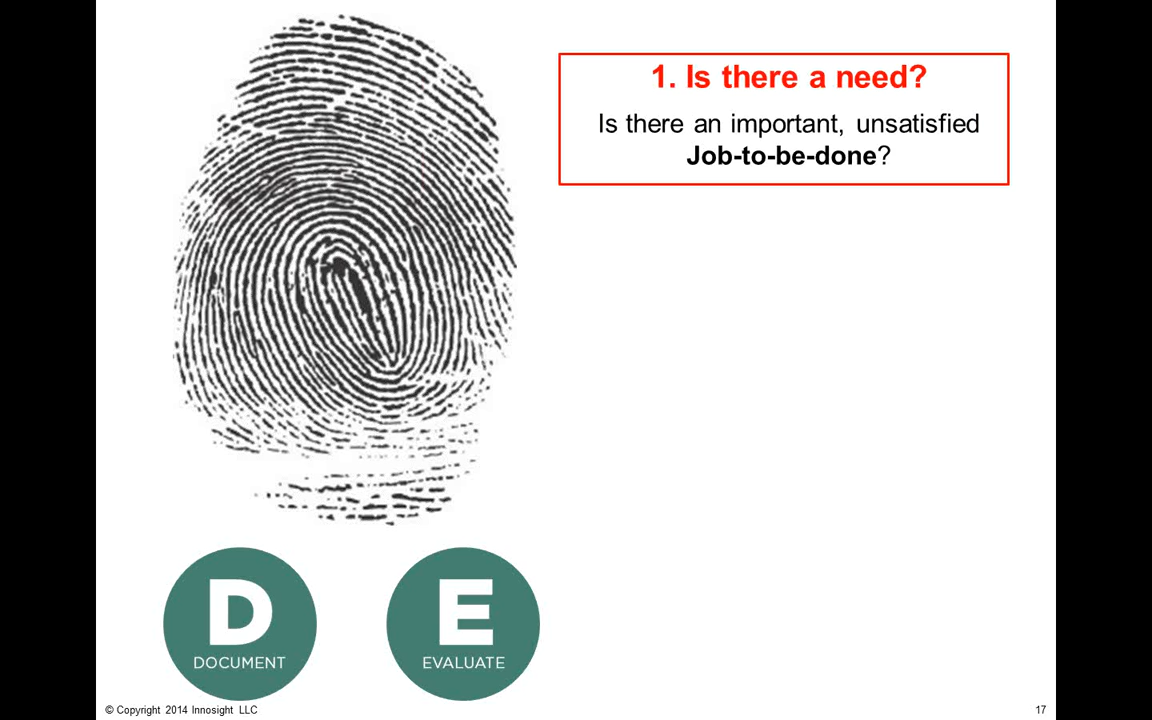 1. Is there a need?
Is there an important, unsatisfied
Job-to-be-done?
D
DOCUMENT
E
EVALUATE
© Copyright 2014 Innosight LLC
17